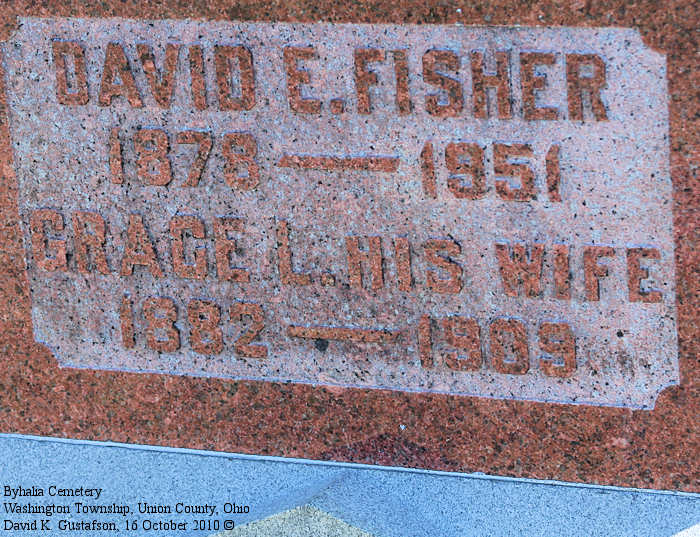 DAVID E. FISHER
1878 — 1951
GRACE L. HIS WIFE
1882 — 1909
Byhalia Cemetery
Washington Township, Union County, Ohio
David K. Gustafson, 16 October 2010 ©